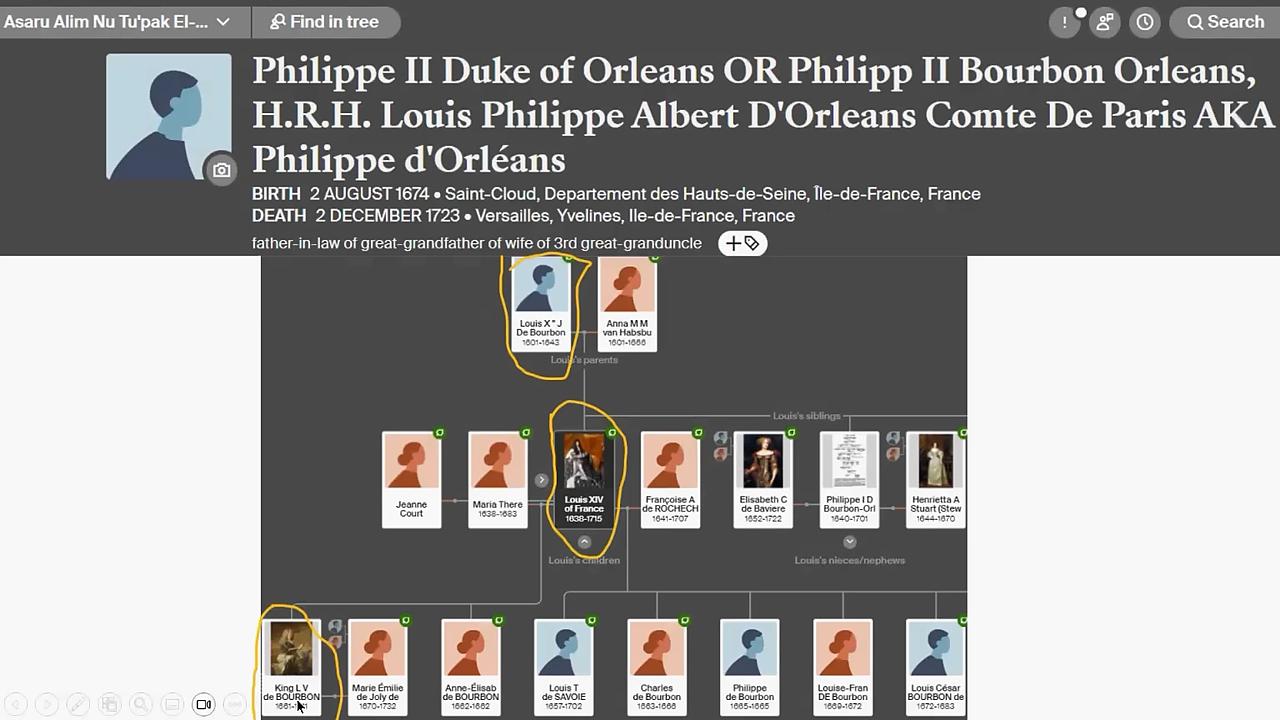 Asaru Alim Nu Tu'pak El-...
Find in tree
!
Search
Philippe II Duke of Orleans OR Philipp II Bourbon Orleans,
H.R.H. Louis Philippe Albert D'Orleans Comte De Paris AKA
Philippe d'Orléans
BIRTH 2 AUGUST 1674 • Saint-Cloud, Departement des Hauts-de-Seine, Île-de-France, France
DEATH 2 DECEMBER 1723 • Versailles, Yvelines, Ile-de-France, France
father-in-law of great-grandfather of wife of 3rd great-granduncle
Louis X " J
De Bourbon
1601-1643
Anna M M
van Habsbu
1601-1666
Louis's parents
Louis's siblings
Jeanne
Court
Maria There
1638-1683
Louis XIV
of France
1638-1715
Françoise A
de ROCHECH
1641-1707
Elisabeth C
de Baviere
1652-1722
Philippe I D
Bourbon-Orl
1640-1701
Henrietta A
Stuart (Stew
1644-1670
Louis's children
Louis's nieces/nephews
King L V
de BOURBON
Marie Émilie
de Joly de
1670-1732
Anne-Élisab
de BOURBON
1662-1662
Louis T
de SAVOIE
1657-1702
Charles
de Bourbon
1663-1666
Philippe
de Bourbon
1665-1665
Louise-Fran
DE Bourbon
1669-1672
Louis César
BOURBON de
1672-1683